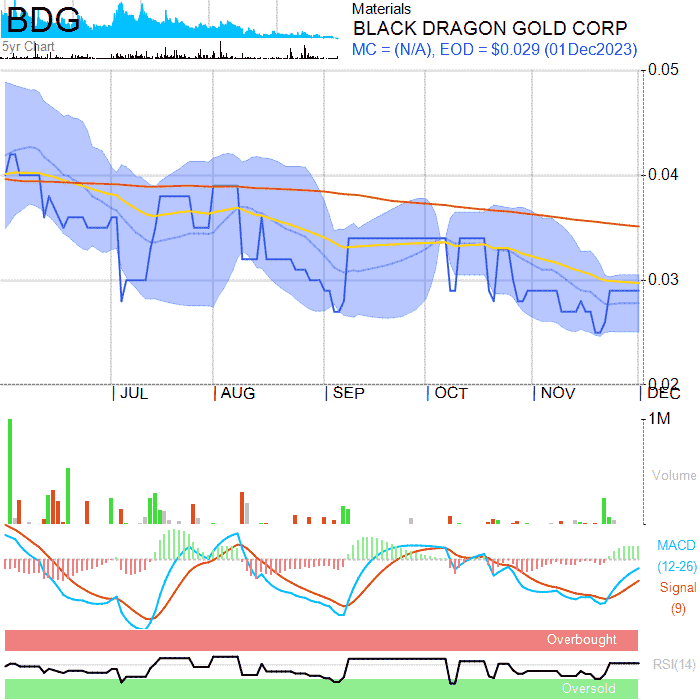 BDG
5yr Chart
Materials
BLACK DRAGON GOLD CORP
MC = (N/A), EOD = $0.029 (01Dec2023)
0.05
0.04
0.03
0.02
JUL AUG SEP OCT NOV DEC
1M
Volume
MACD
(12-26)
Signal
(9)
Overbought
RSI(14)
Oversold